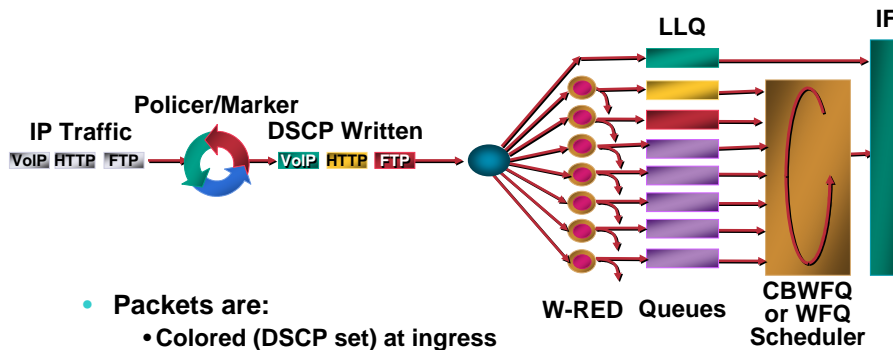 LLQ
IF
Policer/Marker
IP Traffic
DSCP Written
VoIP HTTP FTP
VoIP HTTP FTP
• Packets are:
• Colored (DSCP set) at ingress
W-RED Queues
CBWFQ
or WFQ
Scheduler